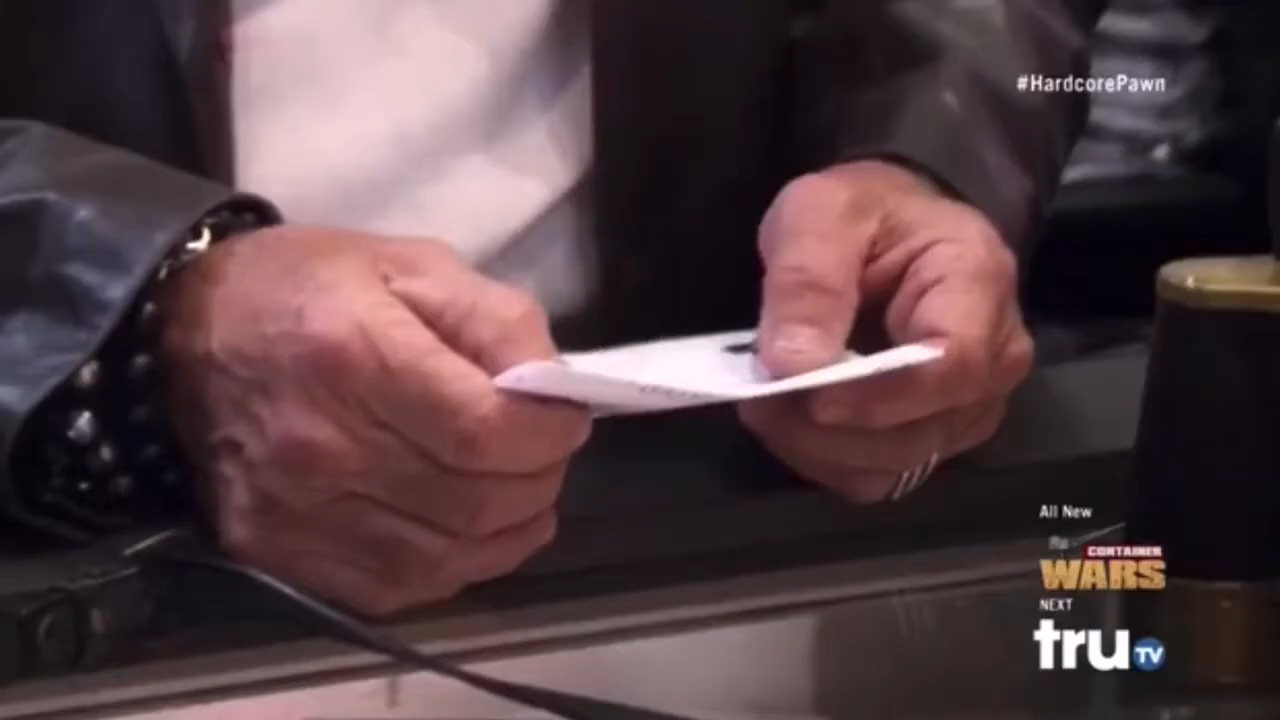 #HardcorePawn
All New
CONTAINER
WARS
NEXT
truTV